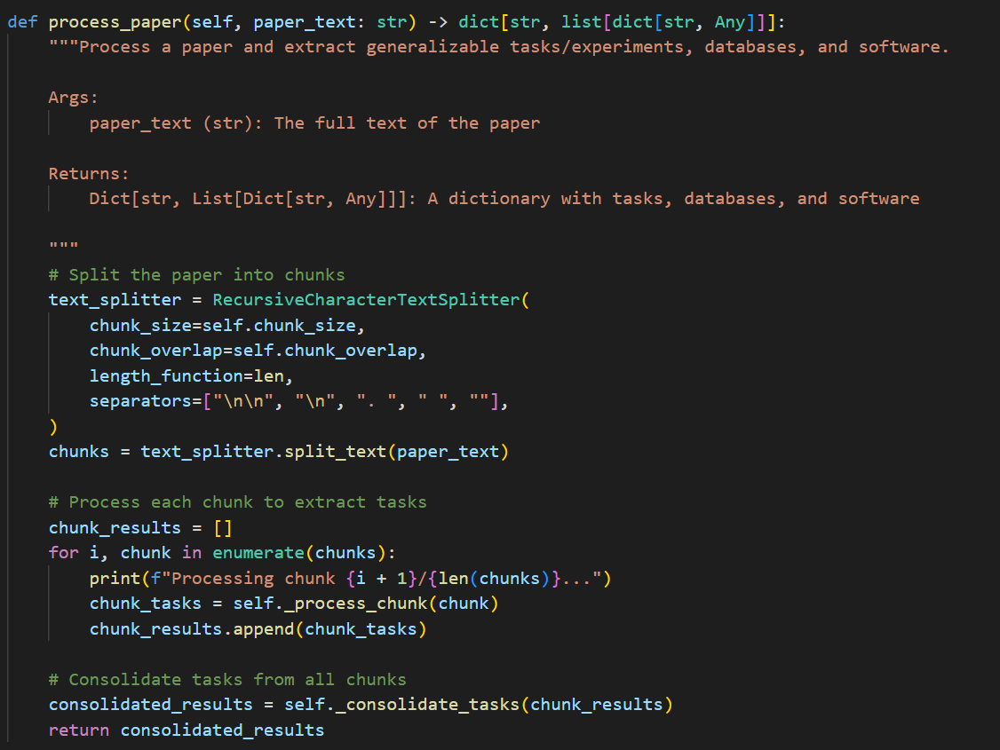 def process_paper(self, paper_text: str) -> dict[str, list[dict[str, Any]]]:
    """Process a paper and extract generalizable tasks/experiments, databases, and software.

    Args:
        paper_text (str): The full text of the paper

    Returns:
        Dict[str, List[Dict[str, Any]]]: A dictionary with tasks, databases, and software

    """
    # Split the paper into chunks
    text_splitter = RecursiveCharacterTextSplitter(
        chunk_size=self.chunk_size,
        chunk_overlap=self.chunk_overlap,
        length_function=len,
        separators=["\n\n", "\n", ". ", " ", ""],
    )
    chunks = text_splitter.split_text(paper_text)

    # Process each chunk to extract tasks
    chunk_results = []
    for i, chunk in enumerate(chunks):
        print(f"Processing chunk {i + 1}/{len(chunks)}...")
        chunk_tasks = self._process_chunk(chunk)
        chunk_results.append(chunk_tasks)

    # Consolidate tasks from all chunks
    consolidated_results = self._consolidate_tasks(chunk_results)
    return consolidated_results